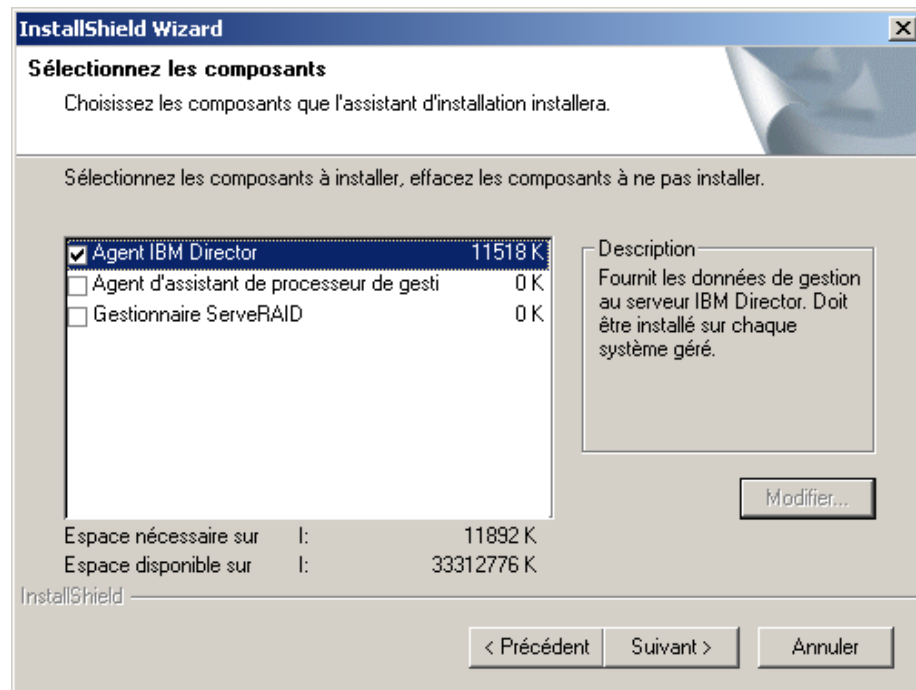 InstallShield Wizard
Sélectionnez les composants
Choisissez les composants que l'assistant d'installation installera.
Sélectionnez les composants à installer, effacez les composants à ne pas installer.
Agent IBM Director 11518 K
Agent d'assistant de processeur de gesti 0 K
Gestionnaire ServeRAID 0 K
Description
Fournit les données de gestion
au serveur IBM Director. Doit
être installé sur chaque
système géré.
Modifier...
Espace nécessaire sur I: 11892 K
Espace disponible sur I: 33312776 K
InstallShield
< Précédent Suivant > Annuler